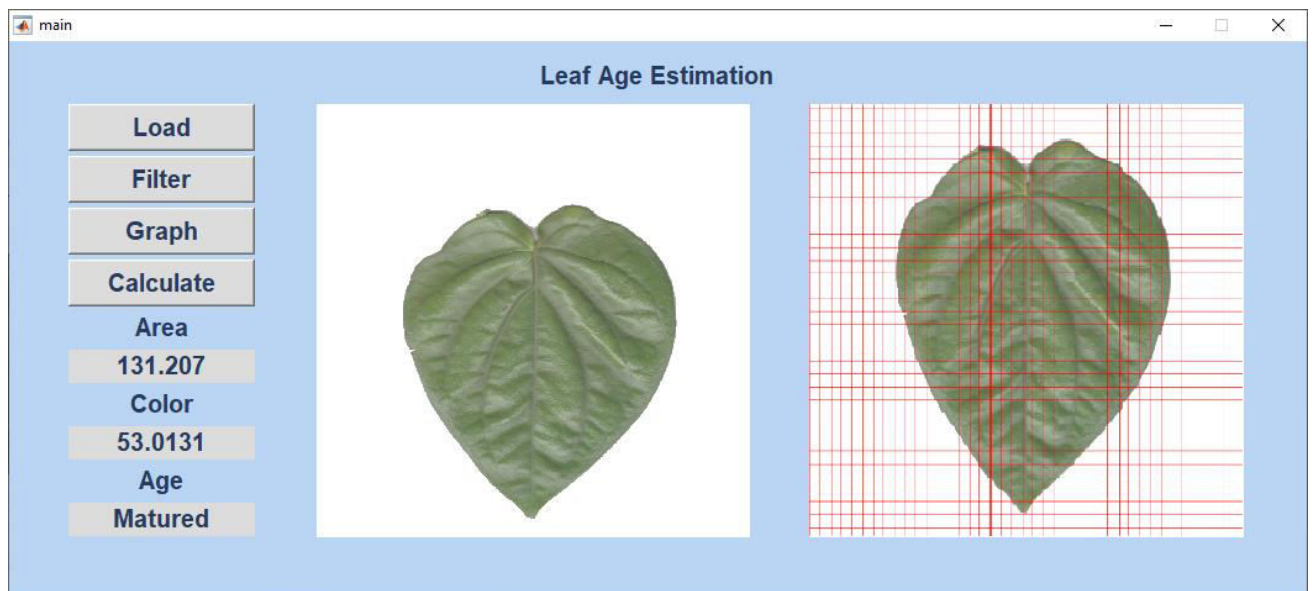 main
Leaf Age Estimation
Load
Filter
Graph
Calculate
Area
131.207
Color
53.0131
Age
Matured